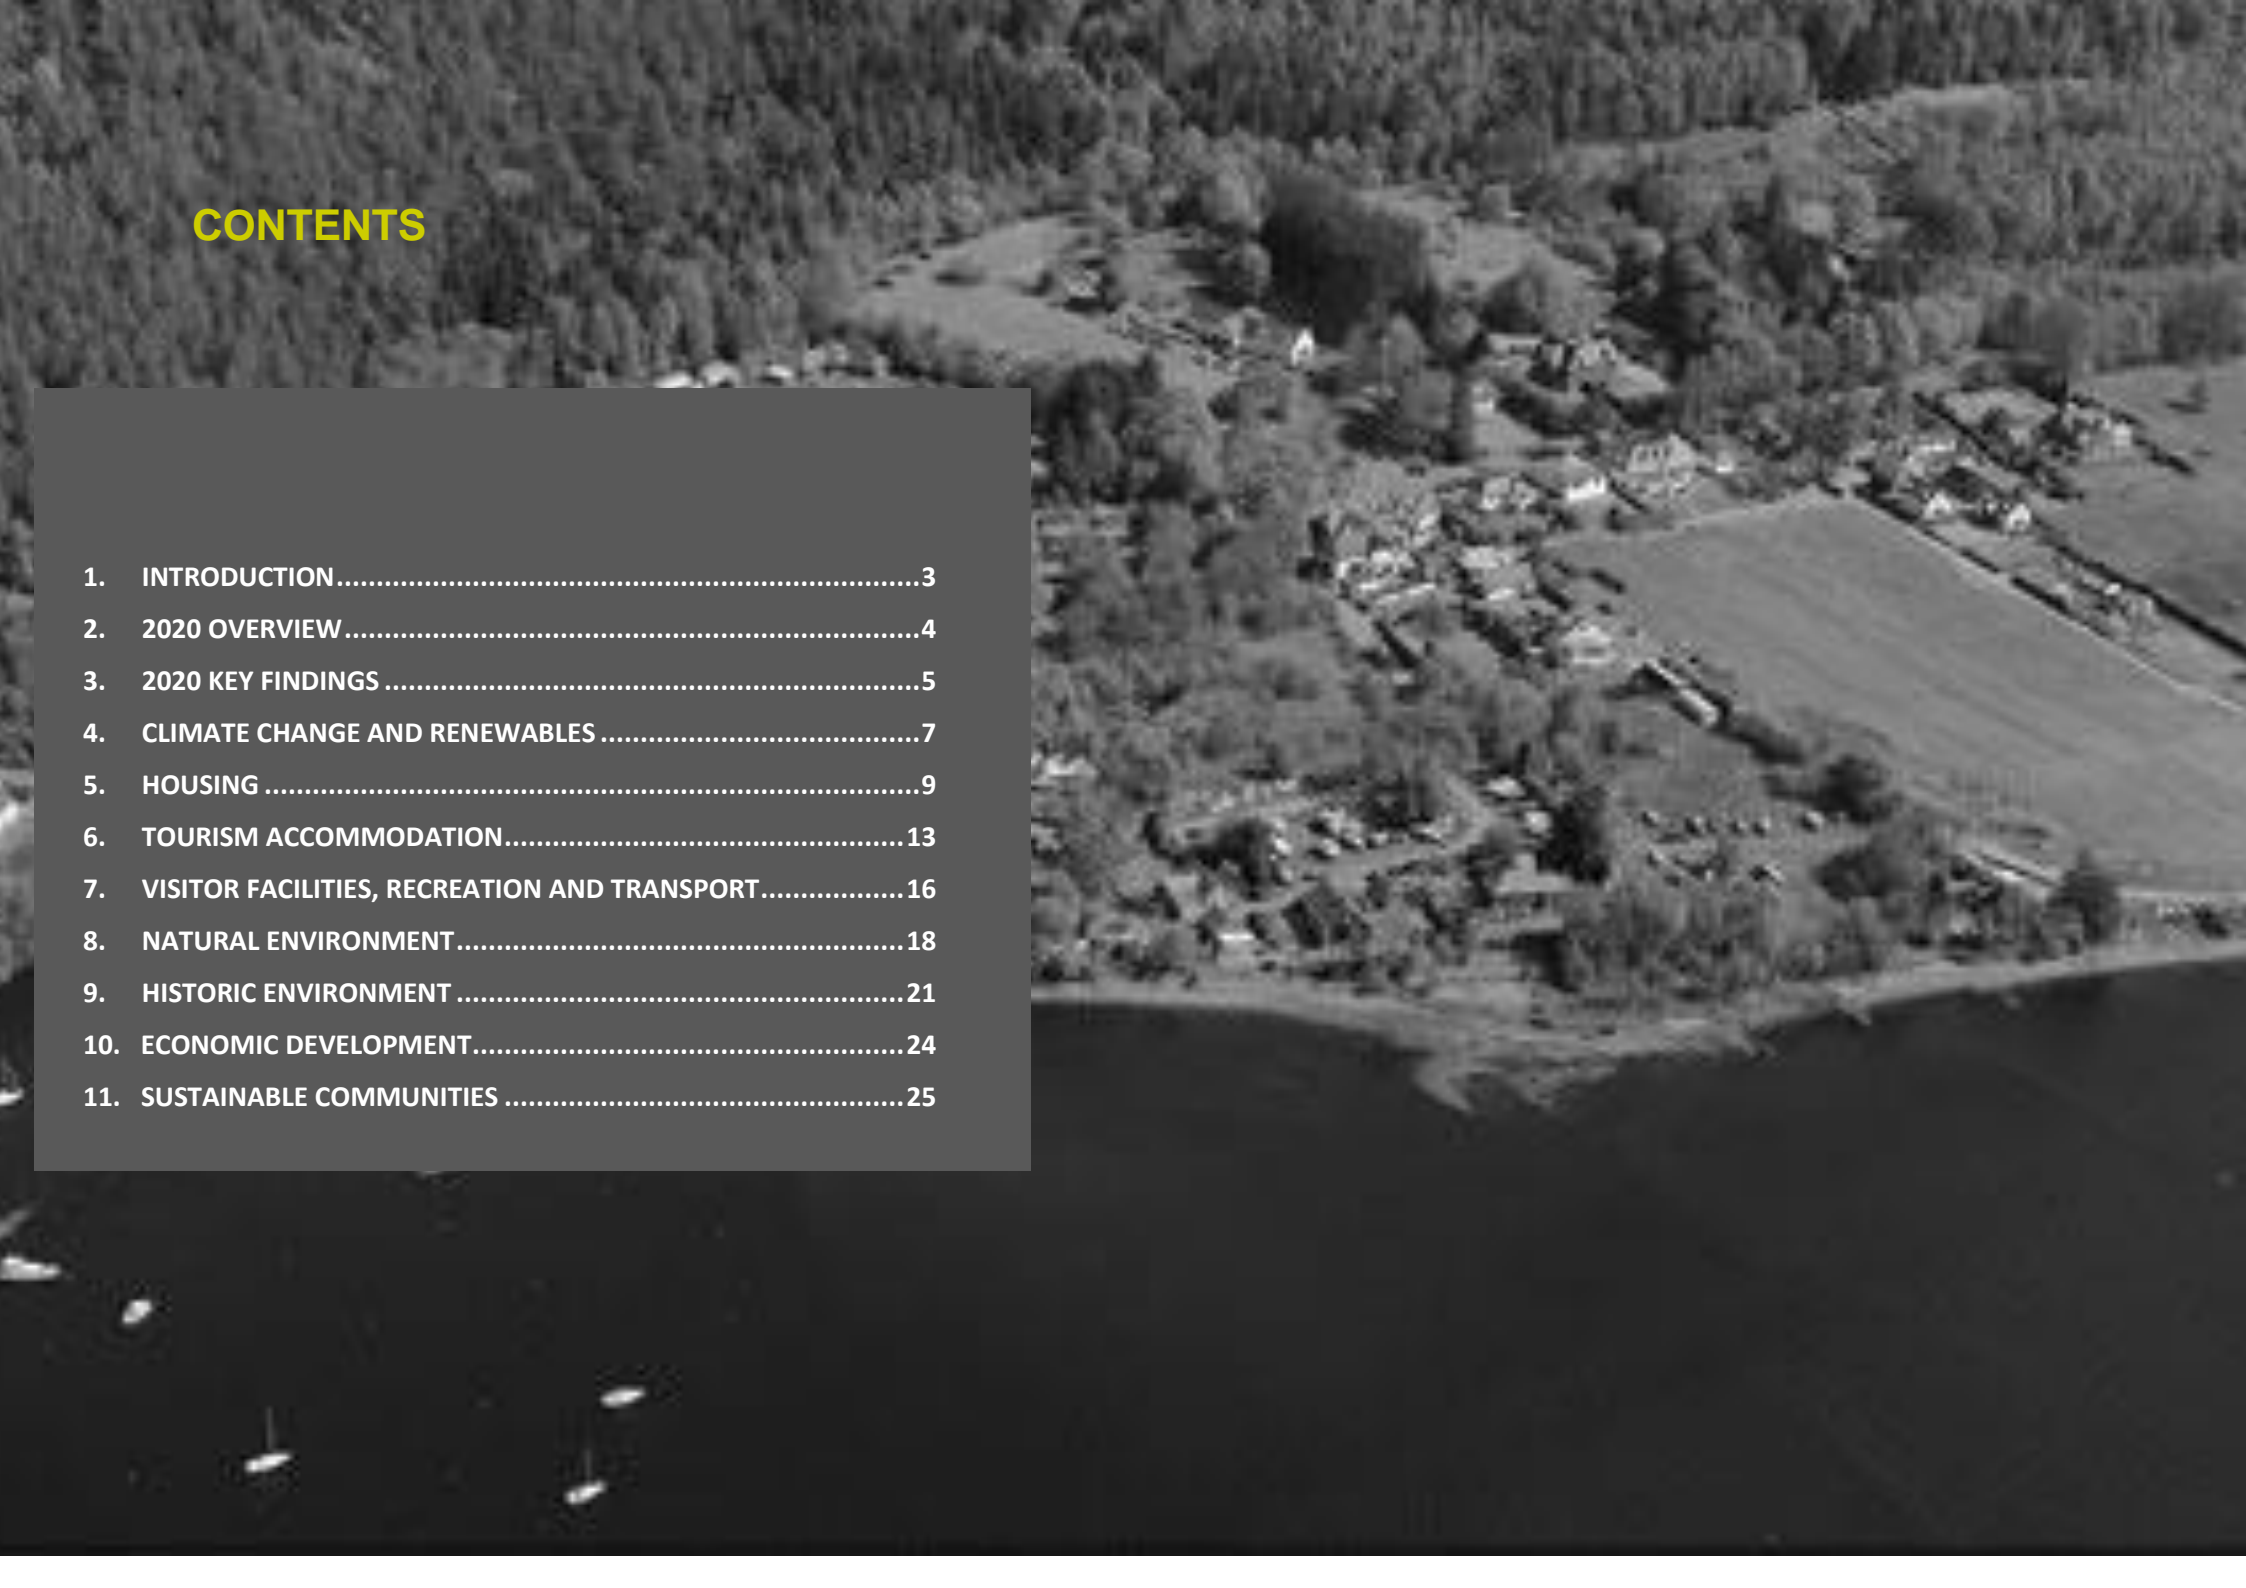 CONTENTS
1. INTRODUCTION.........................................................................3
2. 2020 OVERVIEW........................................................................4
3. 2020 KEY FINDINGS...................................................................5
4. CLIMATE CHANGE AND RENEWABLES........................................7
5. HOUSING..................................................................................9
6. TOURISM ACCOMMODATION..................................................13
7. VISITOR FACILITIES, RECREATION AND TRANSPORT..................16
8. NATURAL ENVIRONMENT........................................................18
9. HISTORIC ENVIRONMENT........................................................21
10. ECONOMIC DEVELOPMENT......................................................24
11. SUSTAINABLE COMMUNITIES..................................................25